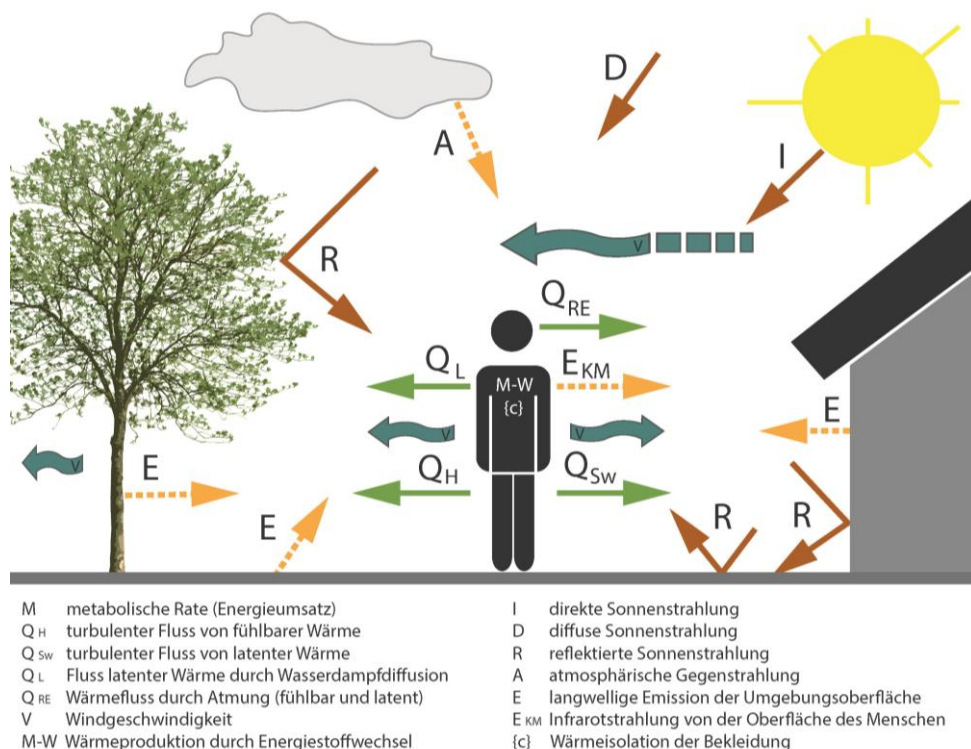 D
A
I
R
V
Q RE
Q L
E KM
M-W
{c}
E
V
V
V
E
Q H
Q Sw
E
R
R
M metabolische Rate (Energieumsatz)
Q H turbulenter Fluss von fühlbarer Wärme
Q Sw turbulenter Fluss von latenter Wärme
Q L Fluss latenter Wärme durch Wasserdampfdiffusion
Q RE Wärmefluss durch Atmung (fühlbar und latent)
V Windgeschwindigkeit
M-W Wärmeproduktion durch Energiestoffwechsel
I direkte Sonnenstrahlung
D diffuse Sonnenstrahlung
R reflektierte Sonnenstrahlung
A atmosphärische Gegenstrahlung
E langwellige Emission der Umgebungsoberfläche
E KM Infrarotstrahlung von der Oberfläche des Menschen
{c} Wärmeisolation der Bekleidung